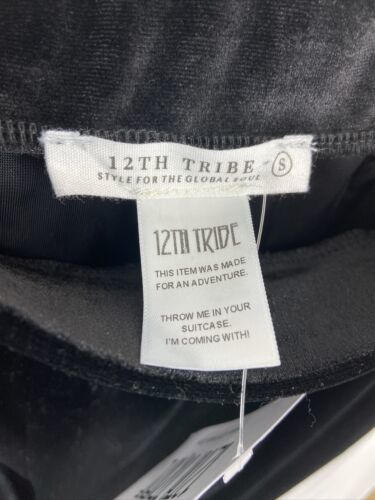 12TH TRIBE S
STYLE FOR THE GLOBAL SOUL
12TH TRIBE
THIS ITEM WAS MADE
FOR AN ADVENTURE.
THROW ME IN YOUR
SUITCASE.
I'M COMING WITH!